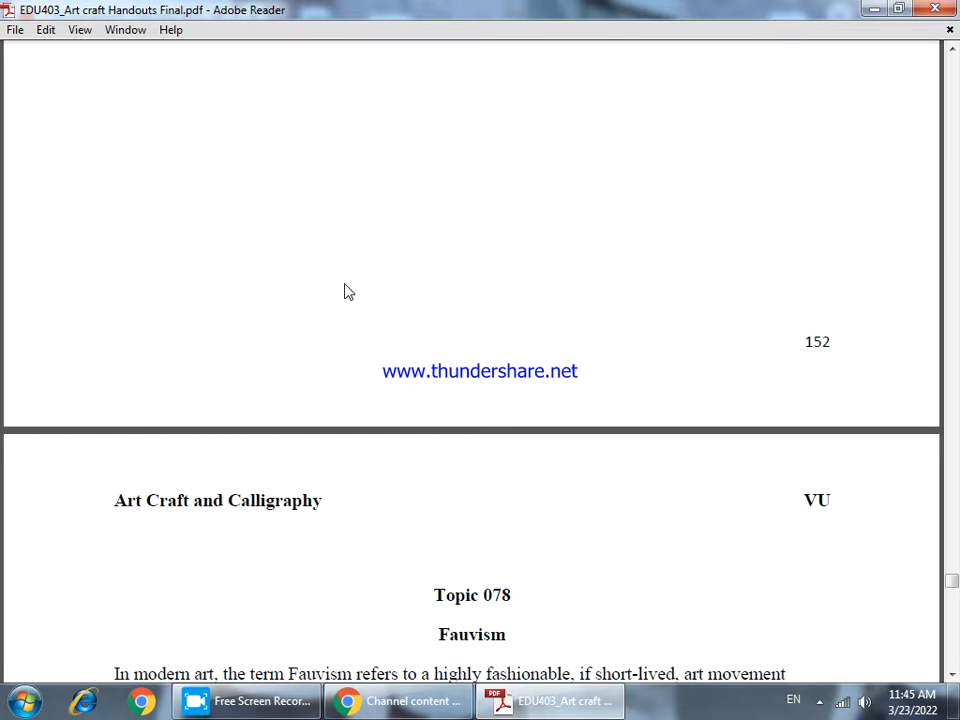 EDU403_Art craft Handouts Final.pdf - Adobe Reader
File Edit View Window Help
152
www.thundershare.net
Art Craft and Calligraphy VU
Topic 078
Fauvism
In modern art, the term Fauvism refers to a highly fashionable, if short-lived, art movement
Free Screen Recor... Channel content ... EDU403_Art craft ... EN 11:45 AM
3/23/2022